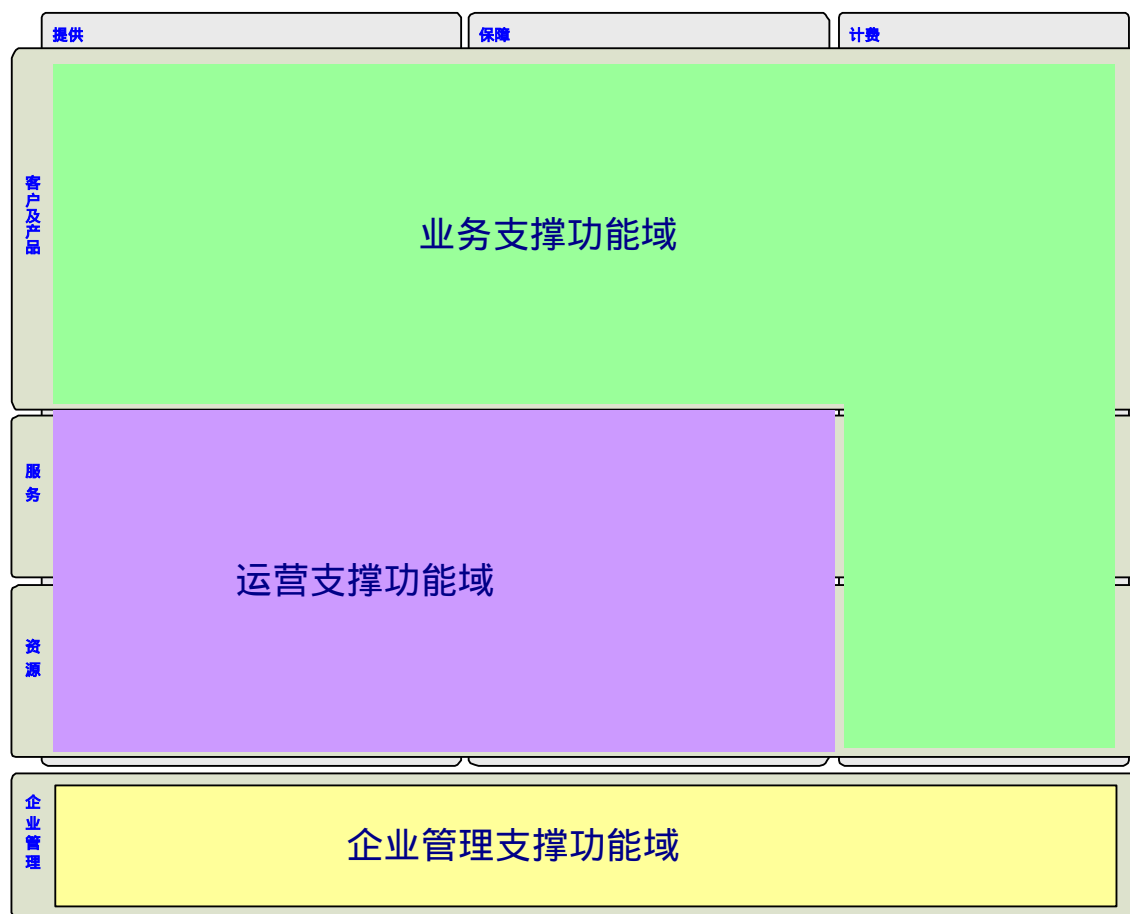 提供
保障
计费
客户及产品
业务支撑功能域
服务
运营支撑功能域
资源
企业管理
企业管理支撑功能域